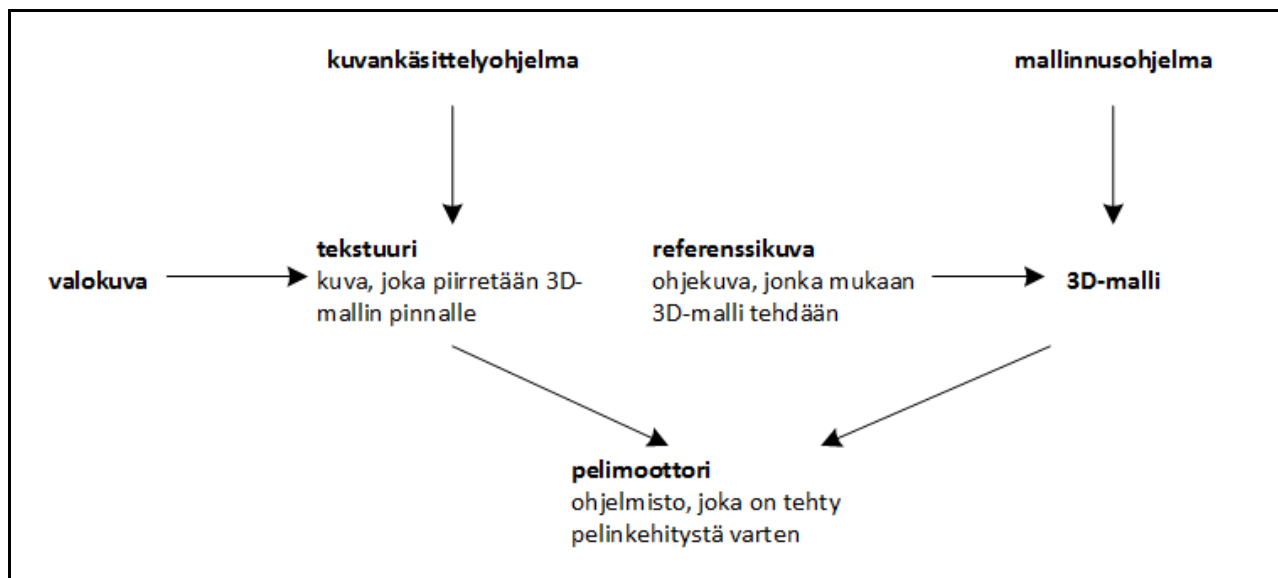 kuvankäsittelyohjelma
mallinnusohjelma
valokuva
tekstuuri
kuva, joka piirretään 3D-
mallin pinnalle
referenssikuva
ohjekuva, jonka mukaan
3D-malli tehdään
3D-malli
pelimoottori
ohjelmisto, joka on tehty
pelinkehitystä varten